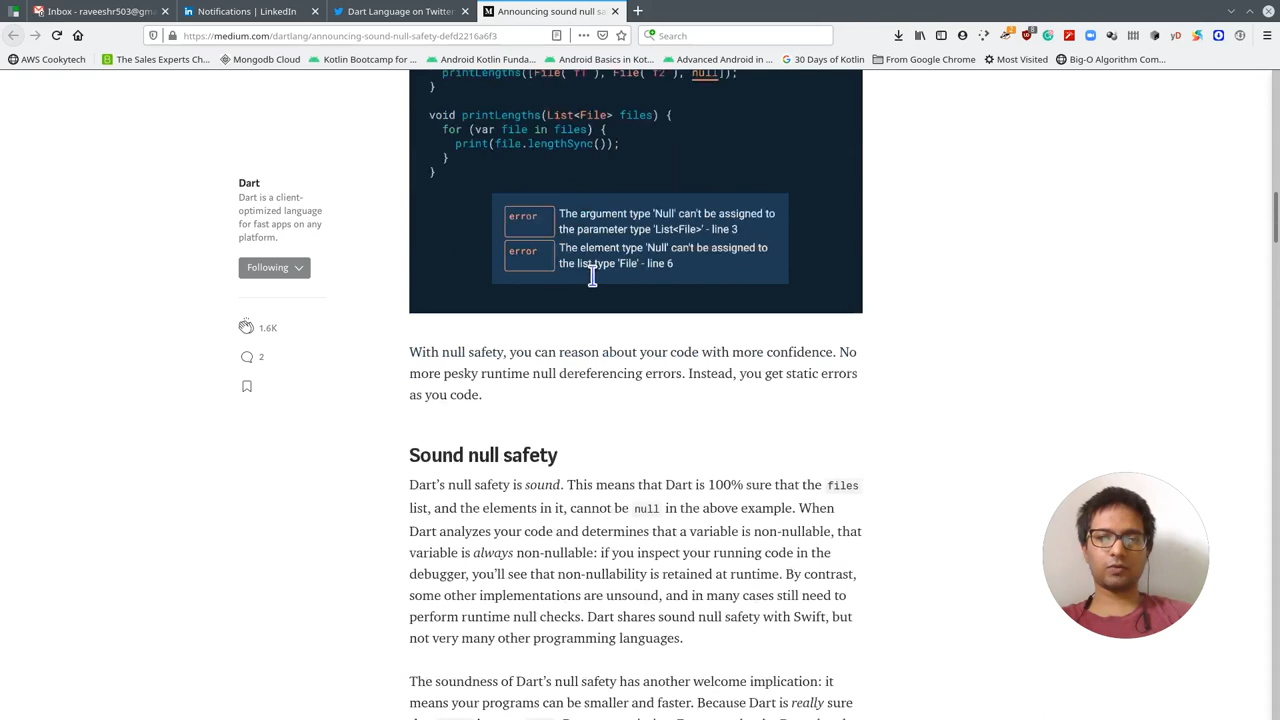 Inbox - raveeshr503@gma
Notifications | LinkedIn
Dart Language on Twitter
Announcing sound null sa
https://medium.com/dartlang/announcing-sound-null-safety-defd2216a6f3
Search
AWS Cookytech
The Sales Experts Ch...
Mongodb Cloud
Kotlin Bootcamp for ...
Android Kotlin Funda...
Android Basics in Kot...
Advanced Android in ...
30 Days of Kotlin
From Google Chrome
Most Visited
Big-O Algorithm Com...
printLengths([File('f1'), File('f2'), null]);
}
void printLengths(List<File> files) {
for (var file in files) {
print(file.lengthSync());
}
}
error
The argument type 'Null' can't be assigned to
the parameter type 'List<File>' - line 3
error
The element type 'Null' can't be assigned to
the list type 'File' - line 6
Dart
Dart is a client-
optimized language
for fast apps on any
platform.
Following
1.6K
2
With null safety, you can reason about your code with more confidence. No
more pesky runtime null dereferencing errors. Instead, you get static errors
as you code.
Sound null safety
Dart's null safety is sound. This means that Dart is 100% sure that the files
list, and the elements in it, cannot be null in the above example. When
Dart analyzes your code and determines that a variable is non-nullable, that
variable is always non-nullable: if you inspect your running code in the
debugger, you'll see that non-nullability is retained at runtime. By contrast,
some other implementations are unsound, and in many cases still need to
perform runtime null checks. Dart shares sound null safety with Swift, but
not very many other programming languages.
The soundness of Dart's null safety has another welcome implication: it
means your programs can be smaller and faster. Because Dart is really sure